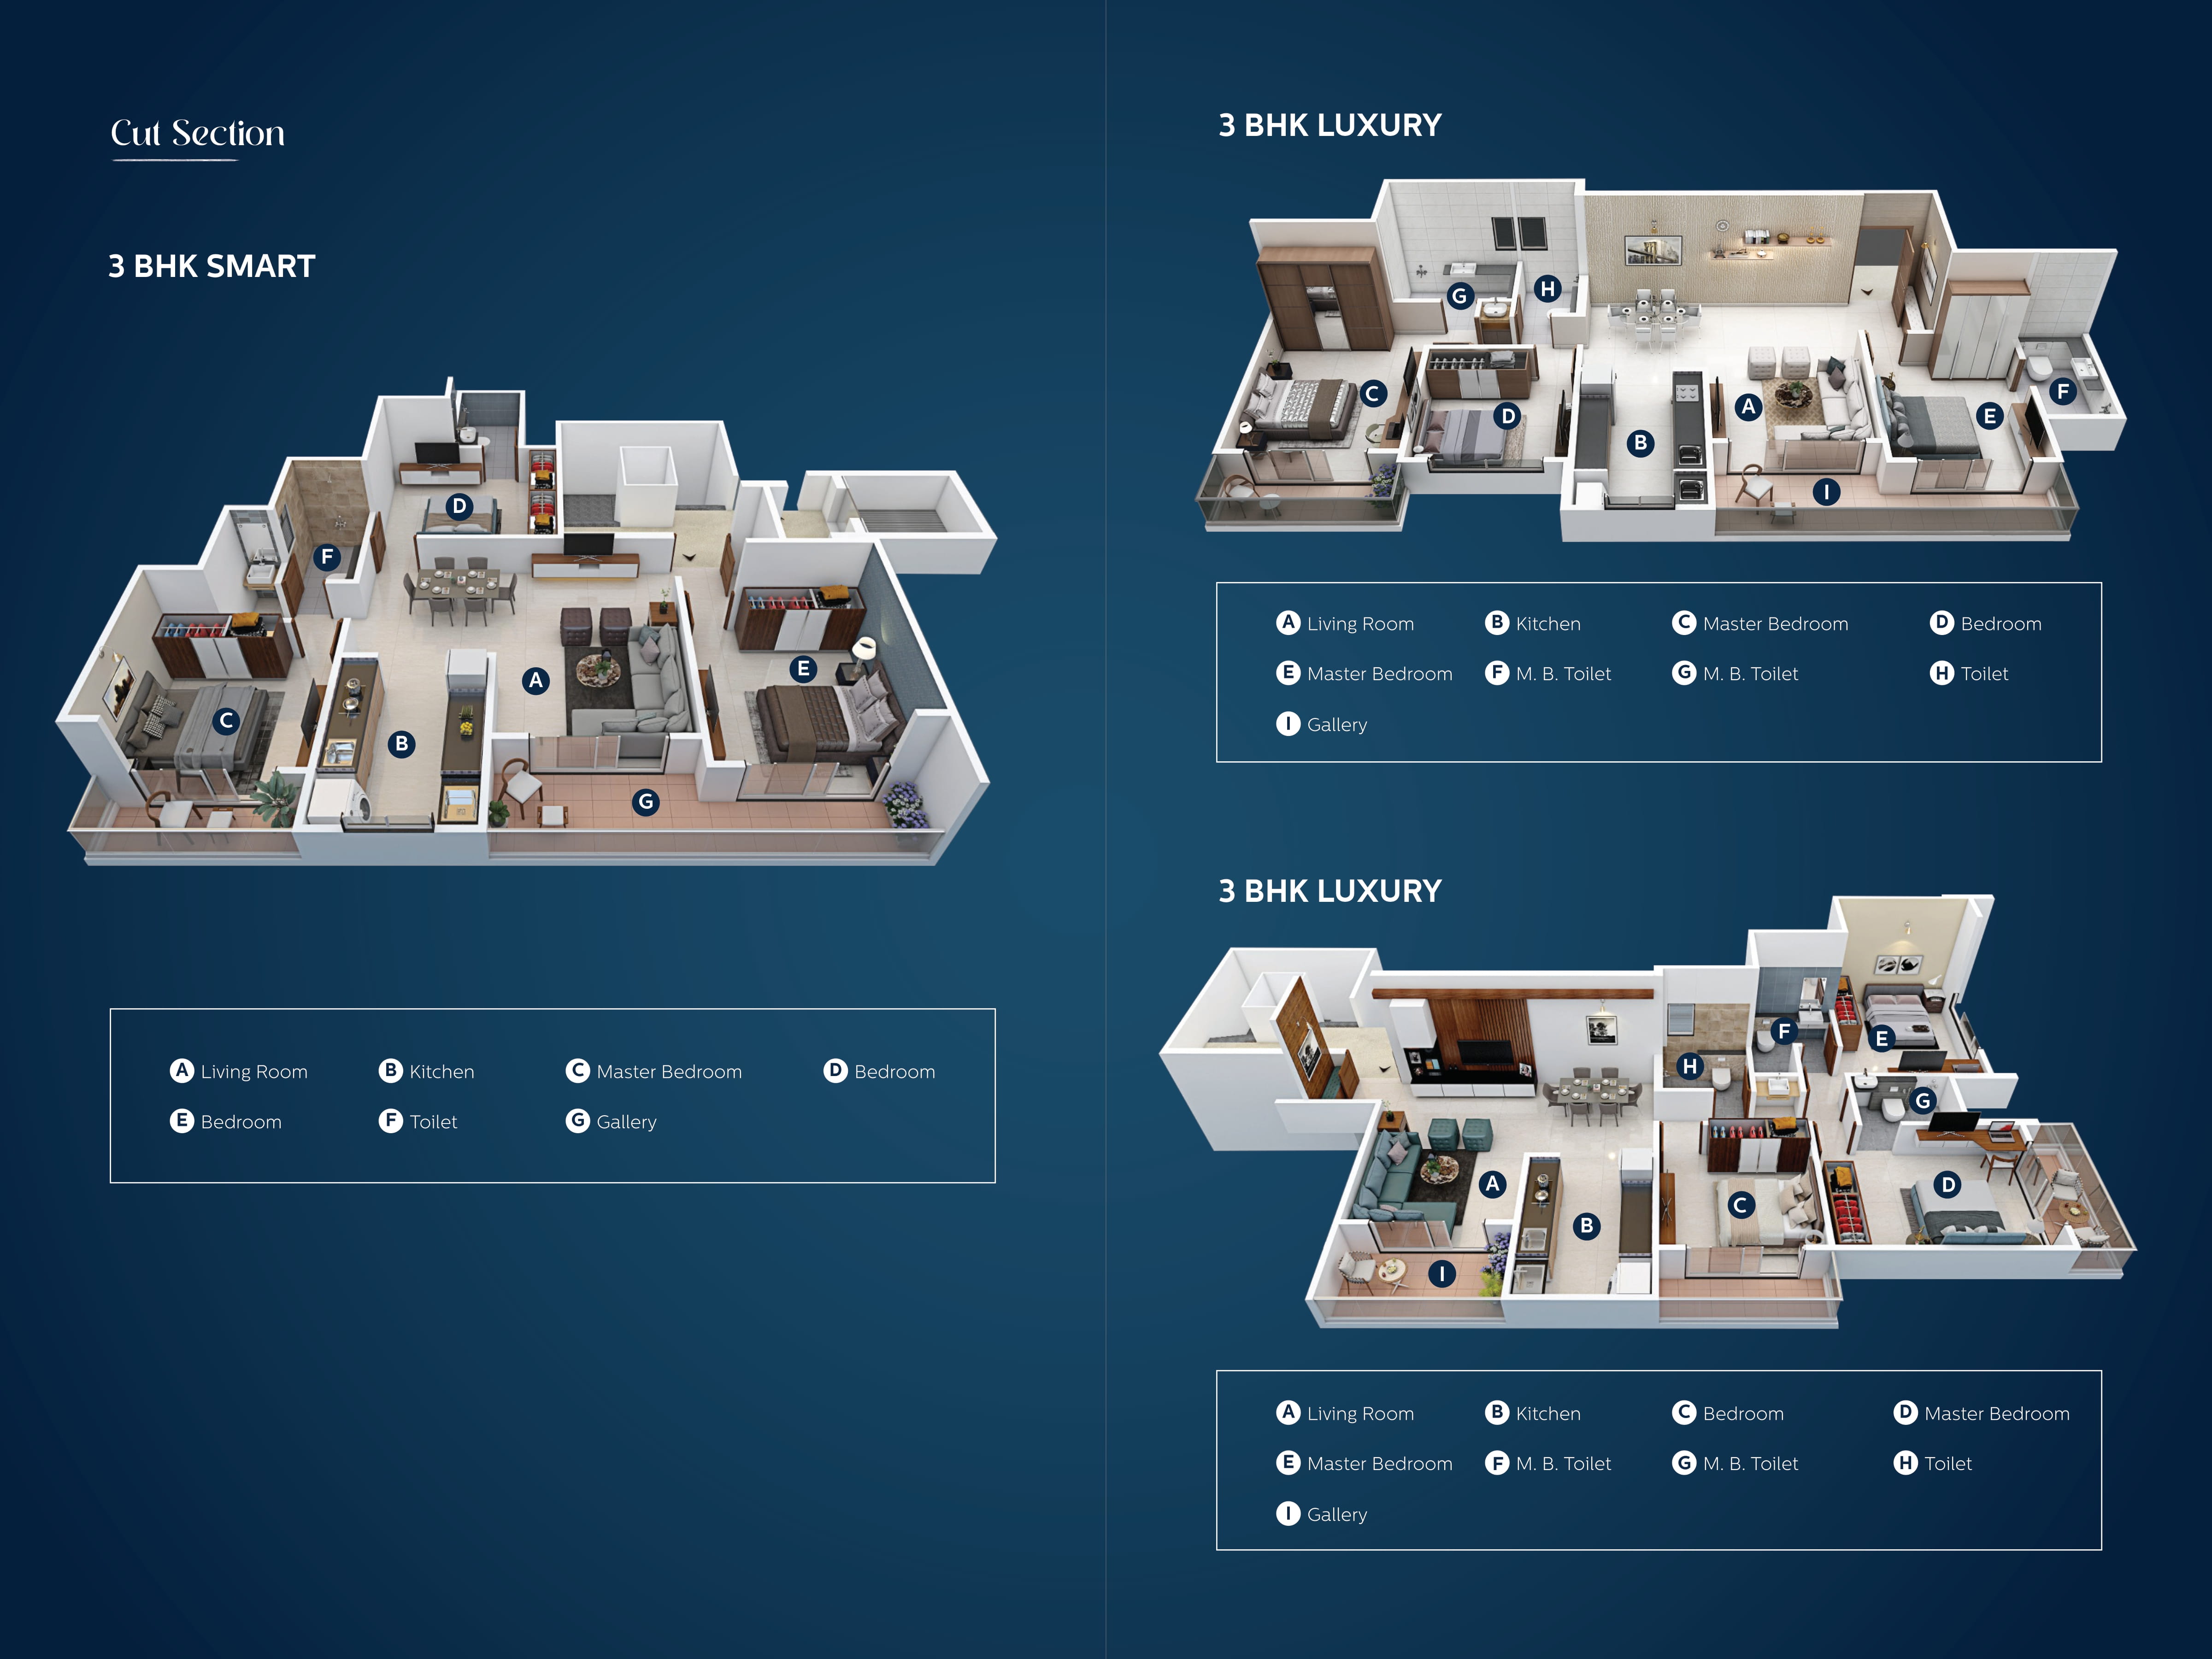 Cut Section
3 BHK SMART
D
F
E
A
C
B
G
A Living Room B Kitchen C Master Bedroom D Bedroom
E Bedroom F Toilet G Gallery
3 BHK LUXURY
H
G
F
C
A
D
E
B
I
A Living Room B Kitchen C Master Bedroom D Bedroom
E Master Bedroom F M. B. Toilet G M. B. Toilet H Toilet
I Gallery
3 BHK LUXURY
F
E
H
G
A
D
C
B
I
A Living Room B Kitchen C Bedroom D Master Bedroom
E Master Bedroom F M. B. Toilet G M. B. Toilet H Toilet
I Gallery